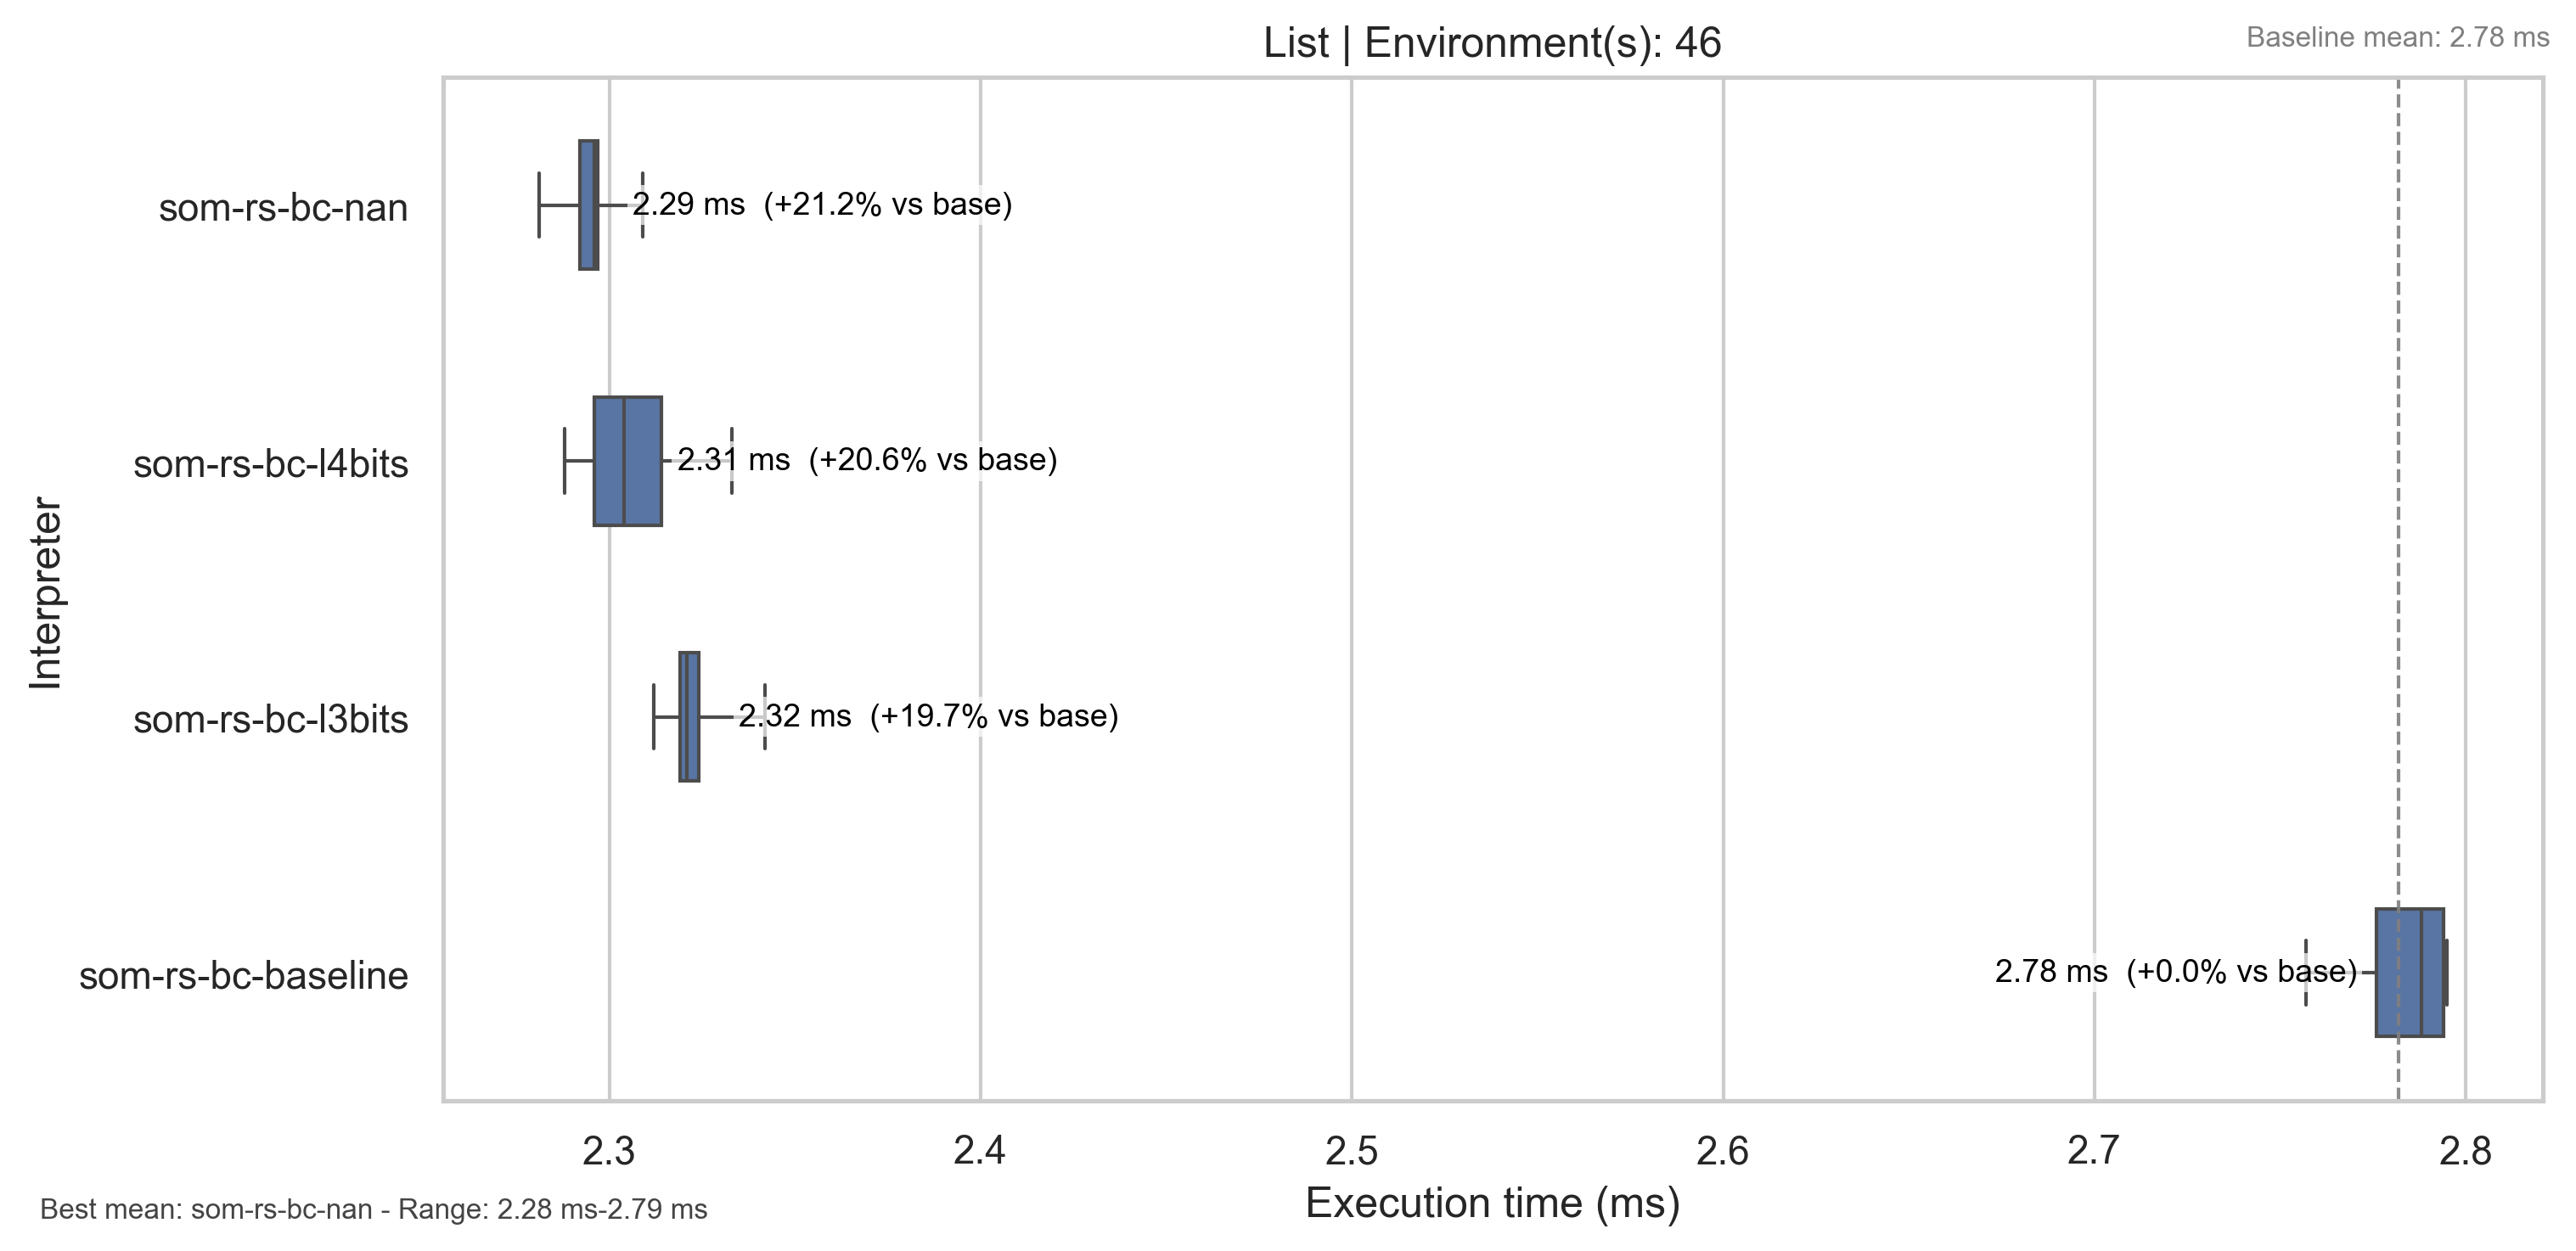 List | Environment(s): 46
Baseline mean: 2.78 ms
Interpreter
som-rs-bc-nan
2.29 ms (+21.2% vs base)
som-rs-bc-l4bits
2.31 ms (+20.6% vs base)
som-rs-bc-l3bits
2.32 ms (+19.7% vs base)
som-rs-bc-baseline
2.78 ms (+0.0% vs base)
2.3 2.4 2.5 2.6 2.7 2.8
Execution time (ms)
Best mean: som-rs-bc-nan - Range: 2.28 ms-2.79 ms